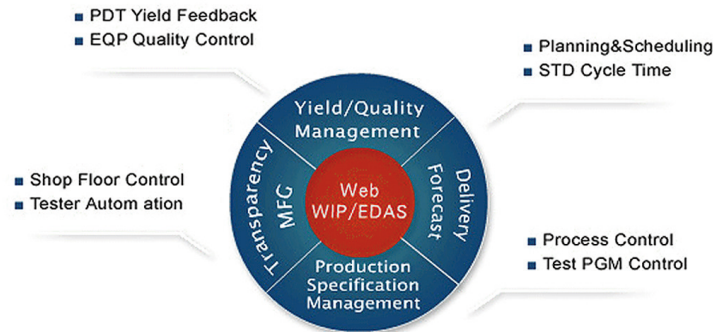 PDT Yield Feedback
EQP Quality Control
Planning&Scheduling
STD Cycle Time
Yield/Quality
Management
Shop Floor Control
Tester Autom ation
Transparency
MFG
Web
WIP/EDAS
Delivery
Forecast
Production
Specification
Management
Process Control
Test PGM Control